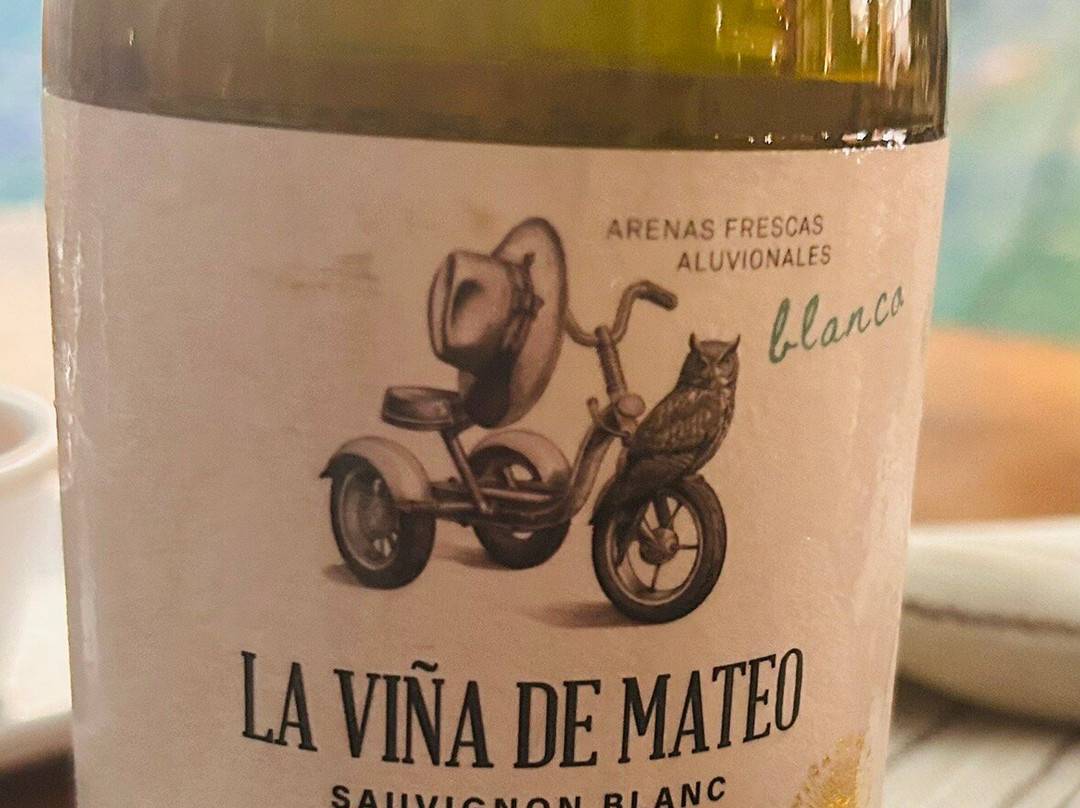 ARENAS FRESCAS
ALUVIONALES
blanco
LA VIÑA DE MATEO
SAUVIGNON BLANC